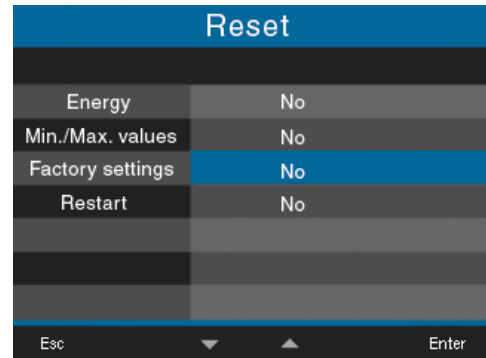 Reset
Energy No
Min./Max. values No
Factory settings No
Restart No
Esc Enter